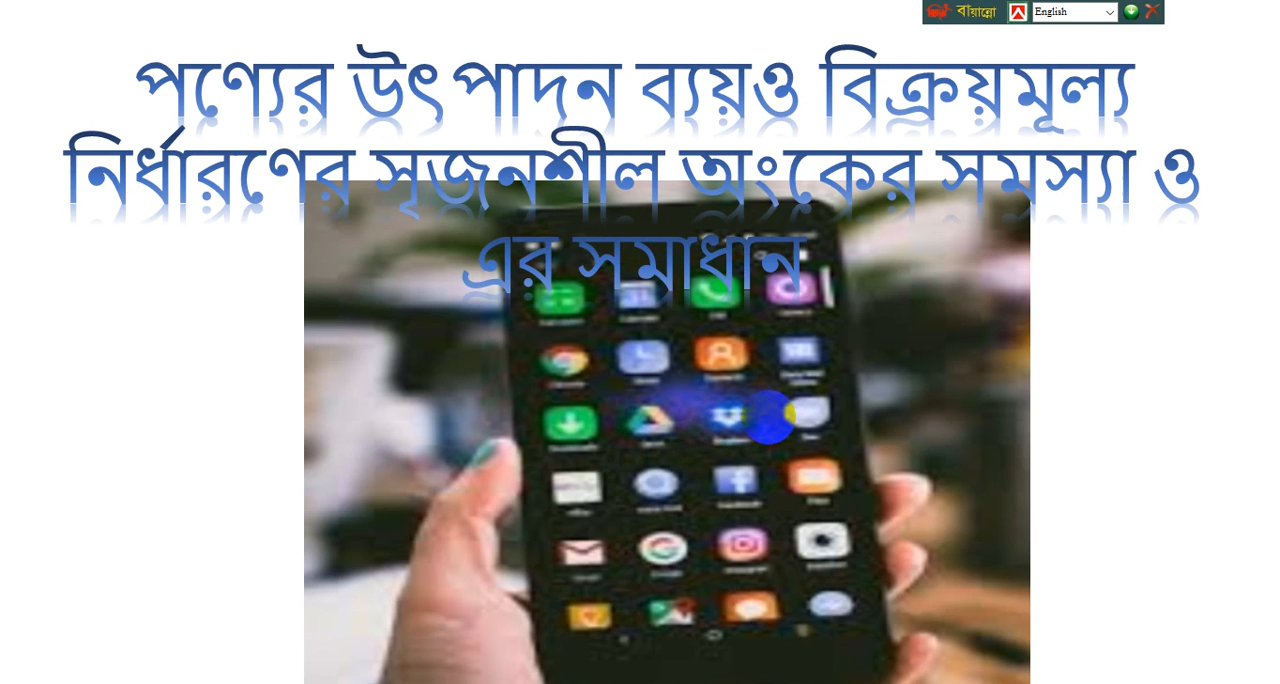 বাঁয়ান্নো English
পণ্যের উৎপাদন ব্যয়ও বিক্রয়মূল্য
নির্ধারণের সৃজনশীল অংকের সমস্যা ও
এর সমাধান